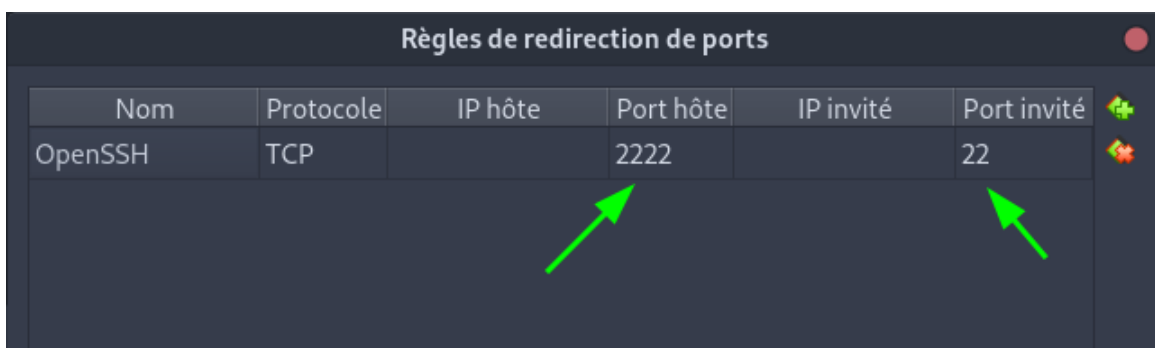 Règles de redirection de ports
Nom Protocole IP hôte Port hôte IP invité Port invité
OpenSSH TCP 2222 22